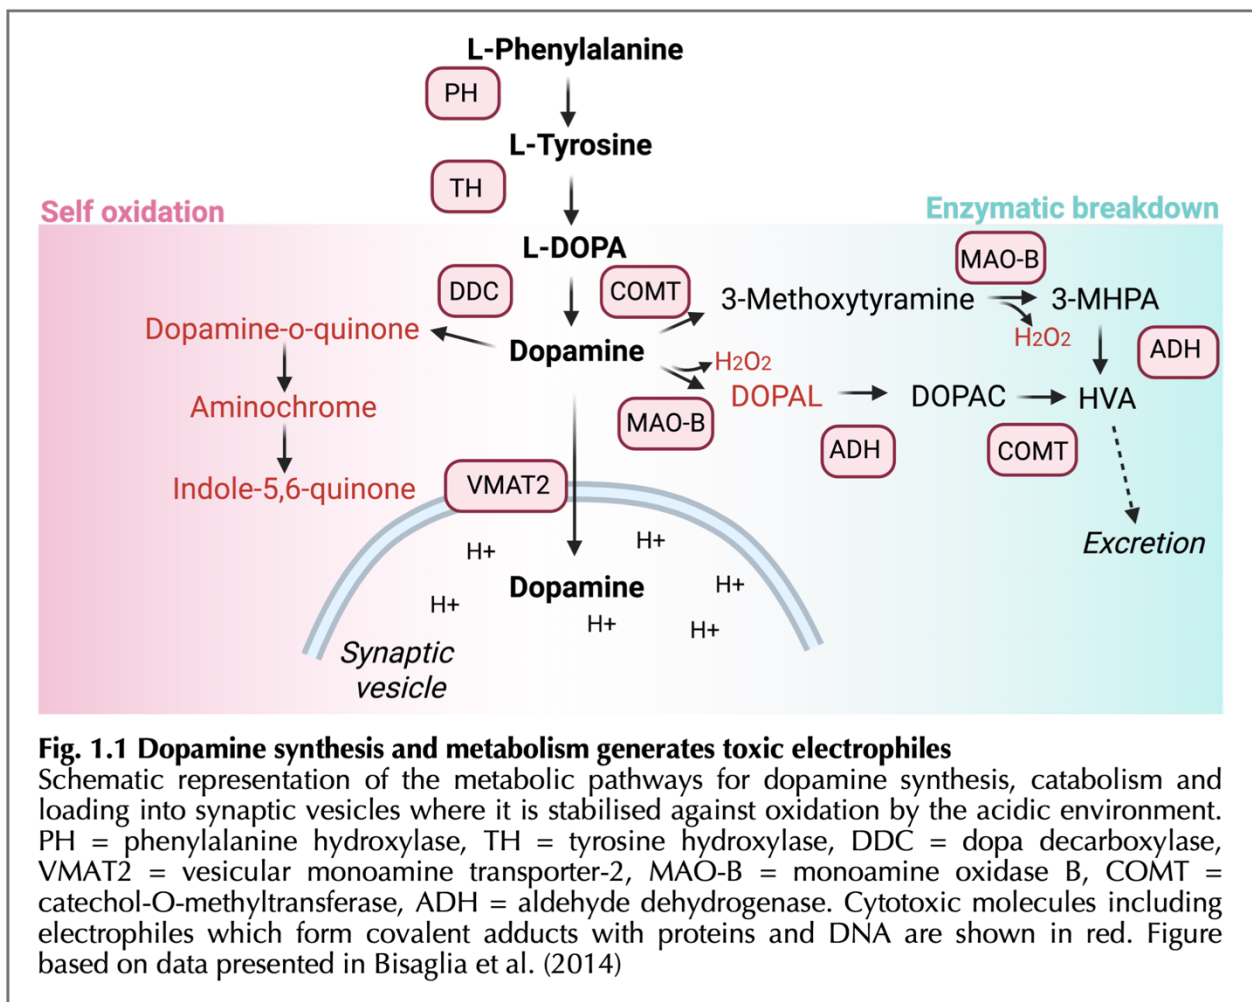 L-Phenylalanine
PH
L-Tyrosine
TH
Self oxidation
Enzymatic breakdown
L-DOPA
MAO-B
DDC
COMT
3-Methoxytyramine
3-MHPA
Dopamine-o-quinone
H2O2
Dopamine
ADH
H2O2
DOPAL
DOPAC
HVA
Aminochrome
MAO-B
ADH
COMT
Indole-5,6-quinone
VMAT2
H+
H+
Excretion
Dopamine
H+
H+
H+
H+
Synaptic
vesicle
Fig. 1.1 Dopamine synthesis and metabolism generates toxic electrophiles
Schematic representation of the metabolic pathways for dopamine synthesis, catabolism and
loading into synaptic vesicles where it is stabilised against oxidation by the acidic environment.
PH = phenylalanine hydroxylase, TH = tyrosine hydroxylase, DDC = dopa decarboxylase,
VMAT2 = vesicular monoamine transporter-2, MAO-B = monoamine oxidase B, COMT =
catechol-O-methyltransferase, ADH = aldehyde dehydrogenase. Cytotoxic molecules including
electrophiles which form covalent adducts with proteins and DNA are shown in red. Figure
based on data presented in Bisaglia et al. (2014)